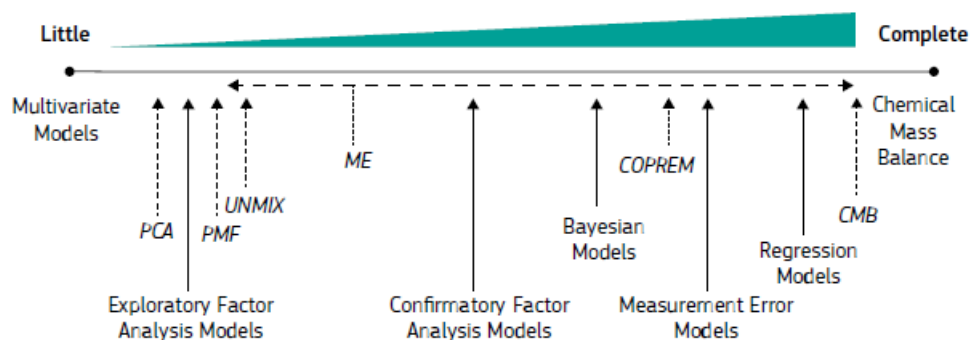 Little
Complete
Multivariate
Models
Chemical
Mass
Balance
PCA
PMF
UNMIX
ME
COPREM
CMB
Bayesian
Models
Regression
Models
Exploratory Factor
Analysis Models
Confirmatory Factor
Analysis Models
Measurement Error
Models